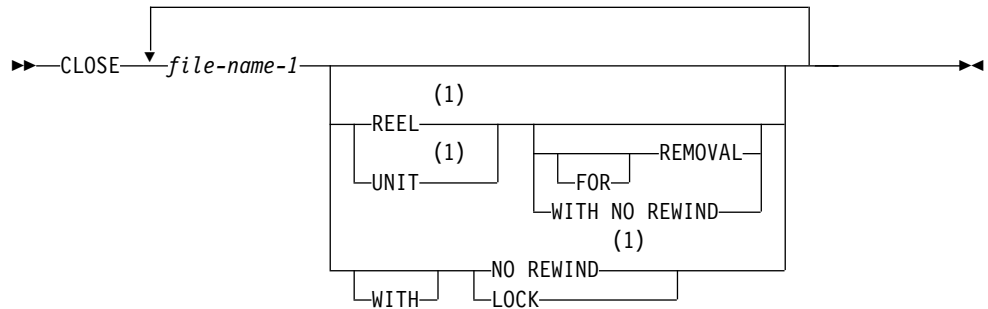 CLOSE file-name-1
(1)
REEL
(1)
REMOVAL
UNIT FOR
WITH NO REWIND
(1)
NO REWIND
WITH LOCK